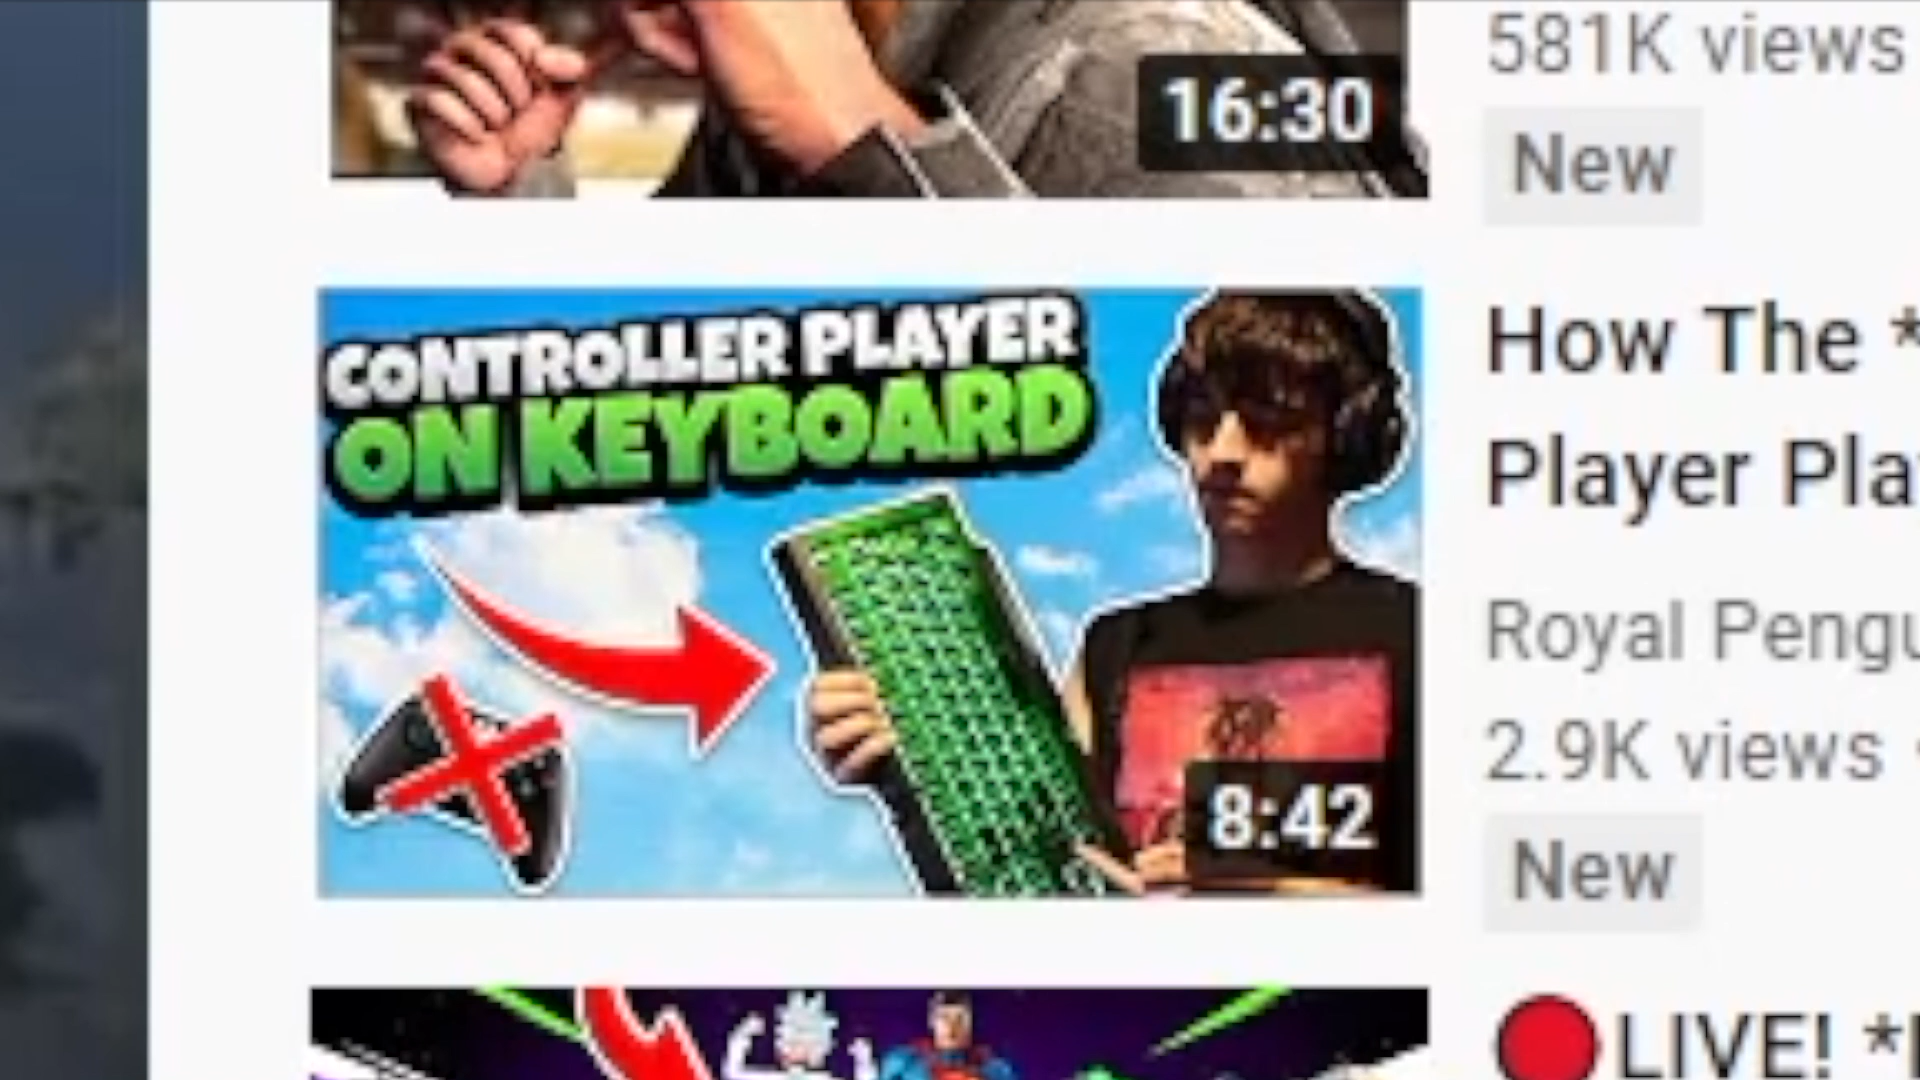 581K views
16:30
New
CONTROLLER PLAYER
ON KEYBOARD
How The *
Player Pla
Royal Pengu
2.9K views
8:42
New
LIVE! *